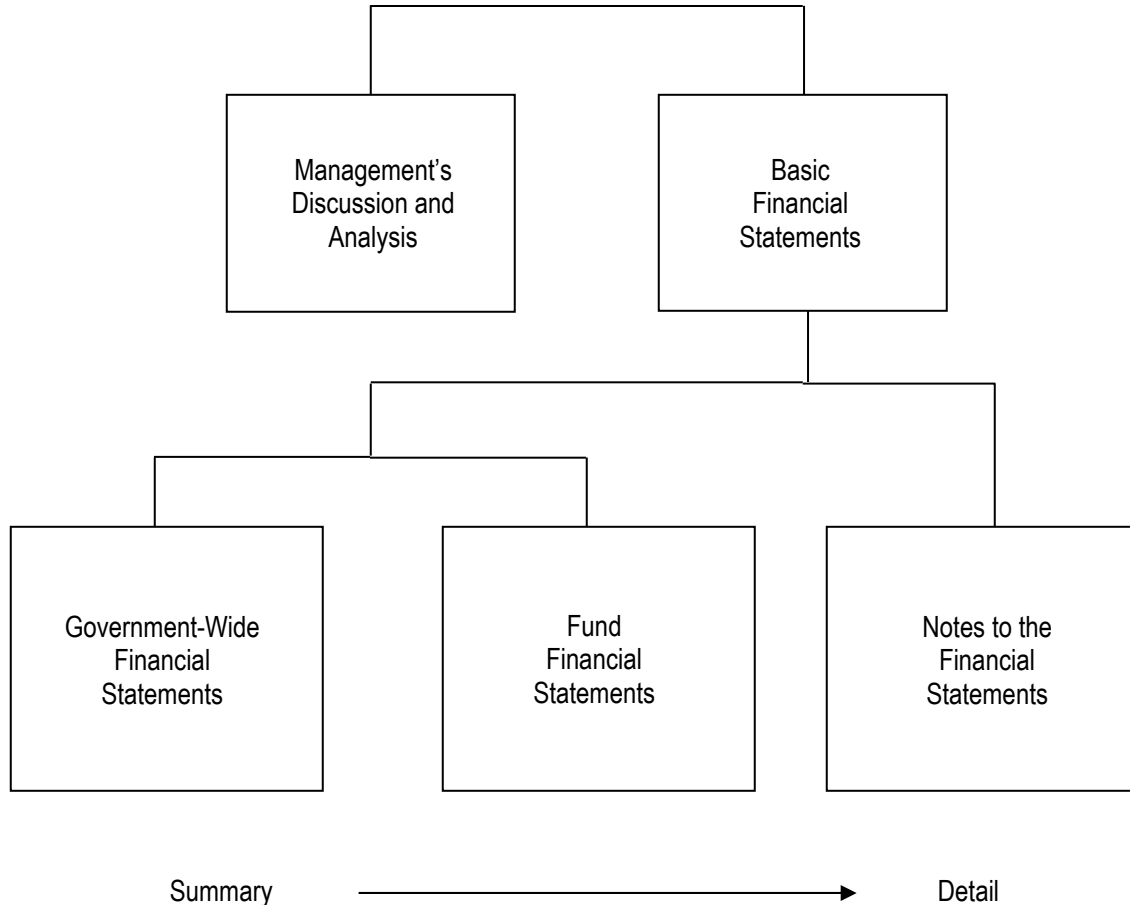 Management’s
Discussion and
Analysis
Basic
Financial
Statements
Government-Wide
Financial
Statements
Fund
Financial
Statements
Notes to the
Financial
Statements
Summary
Detail